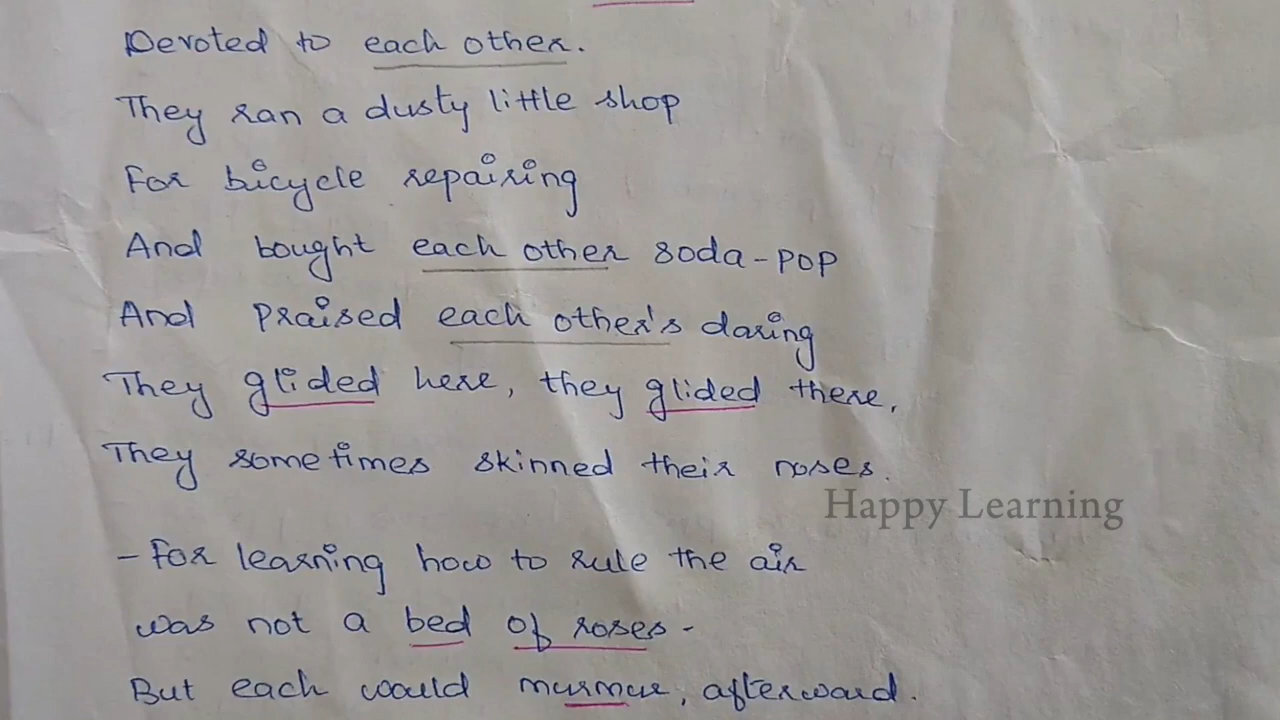 Devoted to each other.
They ran a dusty little shop
For bicycle repairing
And bought each other soda-pop
And praised each other's daring
They glided here, they glided there,
They sometimes skinned their noses.
Happy Learning
- For learning how to rule the air
was not a bed of roses -
But each would murmur, afterward.